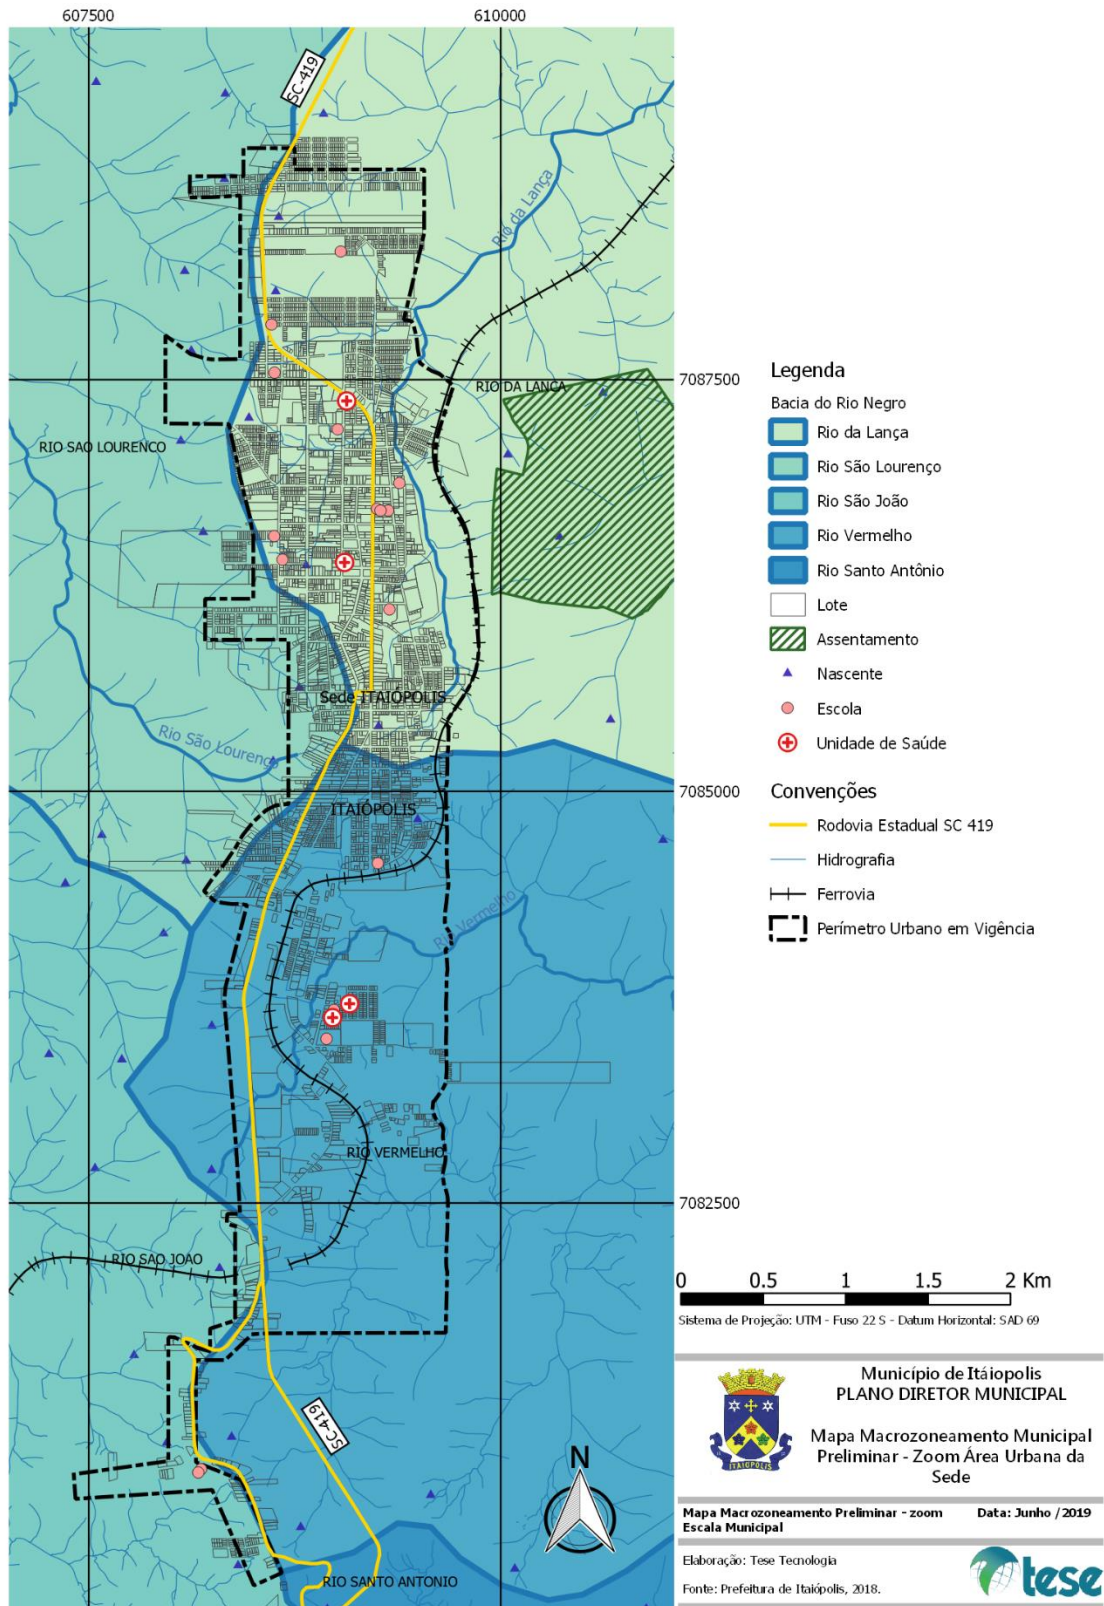 607500
610000
SC-419
Rio da Lança
7087500
RIO DA LANÇA
RIO SAO LOURENCO
Sede ITAIÓPOLIS
Rio São Lourenço
7085000
ITAIÓPOLIS
Rio Vermelho
RIO VERMELHO
7082500
RIO SAO JOAO
SC-419
N
RIO SANTO ANTONIO
Legenda
Bacia do Rio Negro
Rio da Lança
Rio São Lourenço
Rio São João
Rio Vermelho
Rio Santo Antônio
Lote
Assentamento
Nascente
Escola
Unidade de Saúde
Convenções
Rodovia Estadual SC 419
Hidrografia
Ferrovia
Perímetro Urbano em Vigência
0 0.5 1 1.5 2 Km
Sistema de Projeção: UTM - Fuso 22 S - Datum Horizontal: SAD 69
ITAIOPOLIS
Município de Itáiopolis
PLANO DIRETOR MUNICIPAL
Mapa Macrozoneamento Municipal
Preliminar - Zoom Área Urbana da
Sede
Mapa Macrozoneamento Preliminar - zoom Data: Junho /2019
Escala Municipal
Elaboração: Tese Tecnologia
Fonte: Prefeitura de Itaiópolis, 2018.
tese